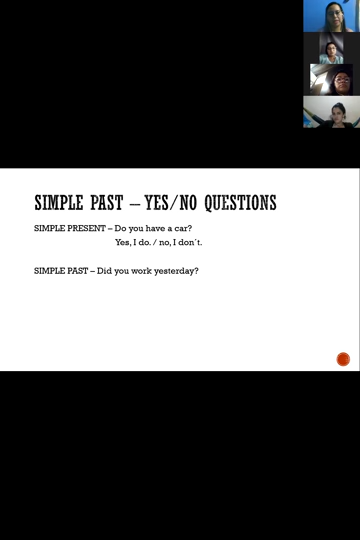 SIMPLE PAST – YES/NO QUESTIONS
SIMPLE PRESENT – Do you have a car?
Yes, I do. / no, I don´t.
SIMPLE PAST – Did you work yesterday?